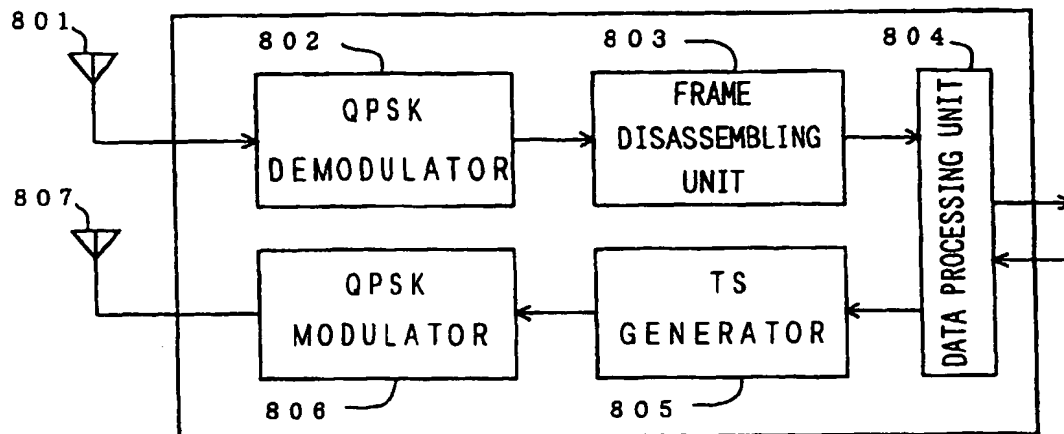 801
802
803
804
QPSK
DEMODULATOR
FRAME
DISASSEMBLING
UNIT
DATA PROCESSING UNIT
807
QPSK
MODULATOR
TS
GENERATOR
806
805